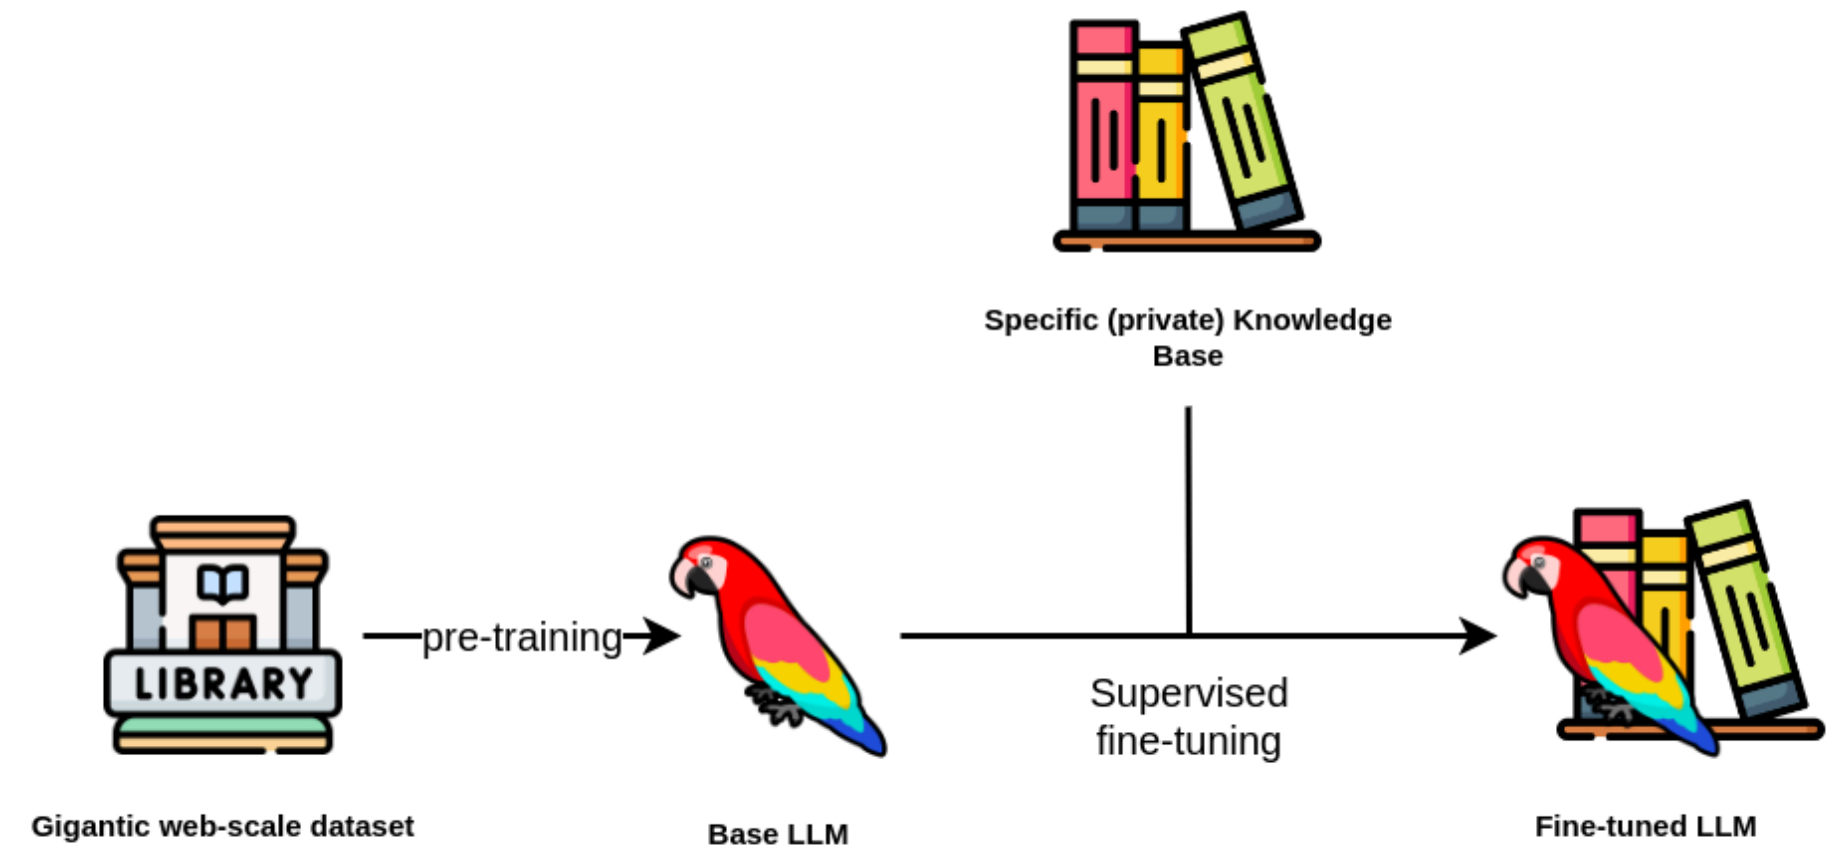 Specific (private) Knowledge
Base
LIBRARY
pre-training
Supervised
fine-tuning
Gigantic web-scale dataset
Base LLM
Fine-tuned LLM